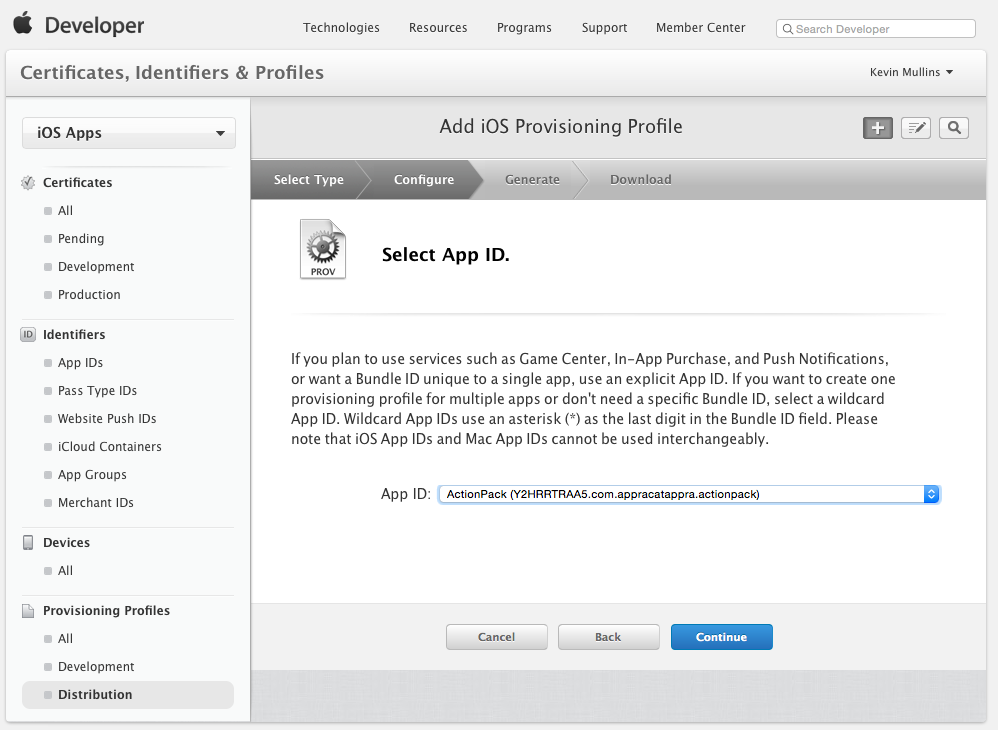 Developer
Technologies
Resources
Programs
Support
Member Center
Search Developer
Certificates, Identifiers & Profiles
Kevin Mullins
iOS Apps
Certificates
All
Pending
Development
Production
ID Identifiers
App IDs
Pass Type IDs
Website Push IDs
iCloud Containers
App Groups
Merchant IDs
Devices
All
Provisioning Profiles
All
Development
Distribution
Add iOS Provisioning Profile
Select Type
Configure
Generate
Download
PROV
Select App ID.
If you plan to use services such as Game Center, In-App Purchase, and Push Notifications,
or want a Bundle ID unique to a single app, use an explicit App ID. If you want to create one
provisioning profile for multiple apps or don't need a specific Bundle ID, select a wildcard
App ID. Wildcard App IDs use an asterisk (*) as the last digit in the Bundle ID field. Please
note that iOS App IDs and Mac App IDs cannot be used interchangeably.
App ID: ActionPack (Y2HRRTRAA5.com.appracatappra.actionpack)
Cancel
Back
Continue